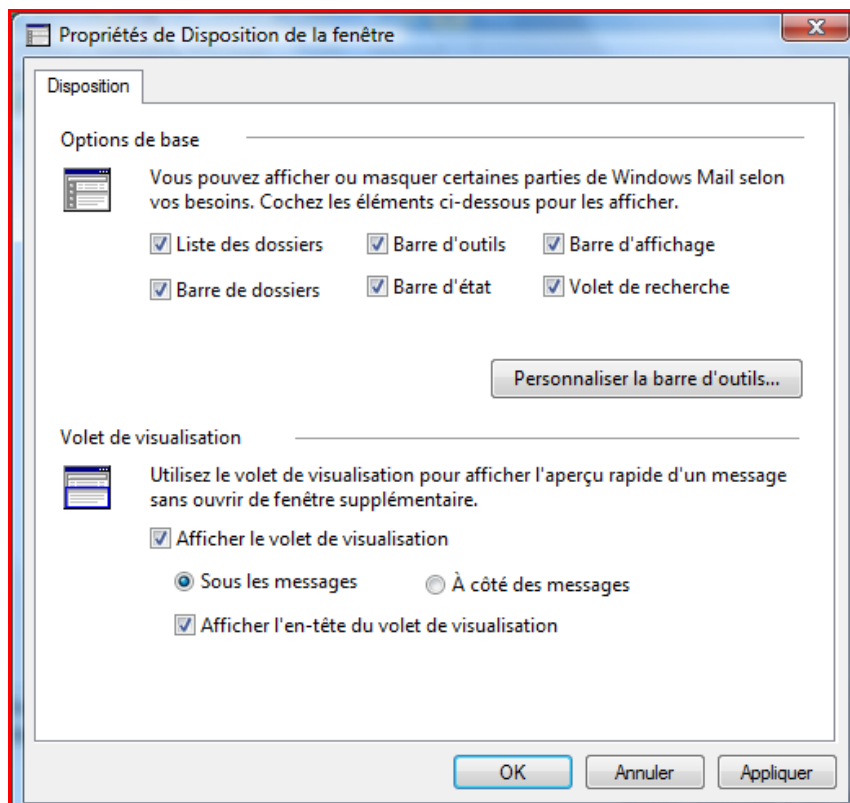 Propriétés de Disposition de la fenêtre
Disposition
Options de base
Vous pouvez afficher ou masquer certaines parties de Windows Mail selon
vos besoins. Cochez les éléments ci-dessous pour les afficher.
Liste des dossiers Barre d'outils Barre d'affichage
Barre de dossiers Barre d'état Volet de recherche
Personnaliser la barre d'outils...
Volet de visualisation
Utilisez le volet de visualisation pour afficher l'aperçu rapide d'un message
sans ouvrir de fenêtre supplémentaire.
Afficher le volet de visualisation
Sous les messages À côté des messages
Afficher l'en-tête du volet de visualisation
OK Annuler Appliquer